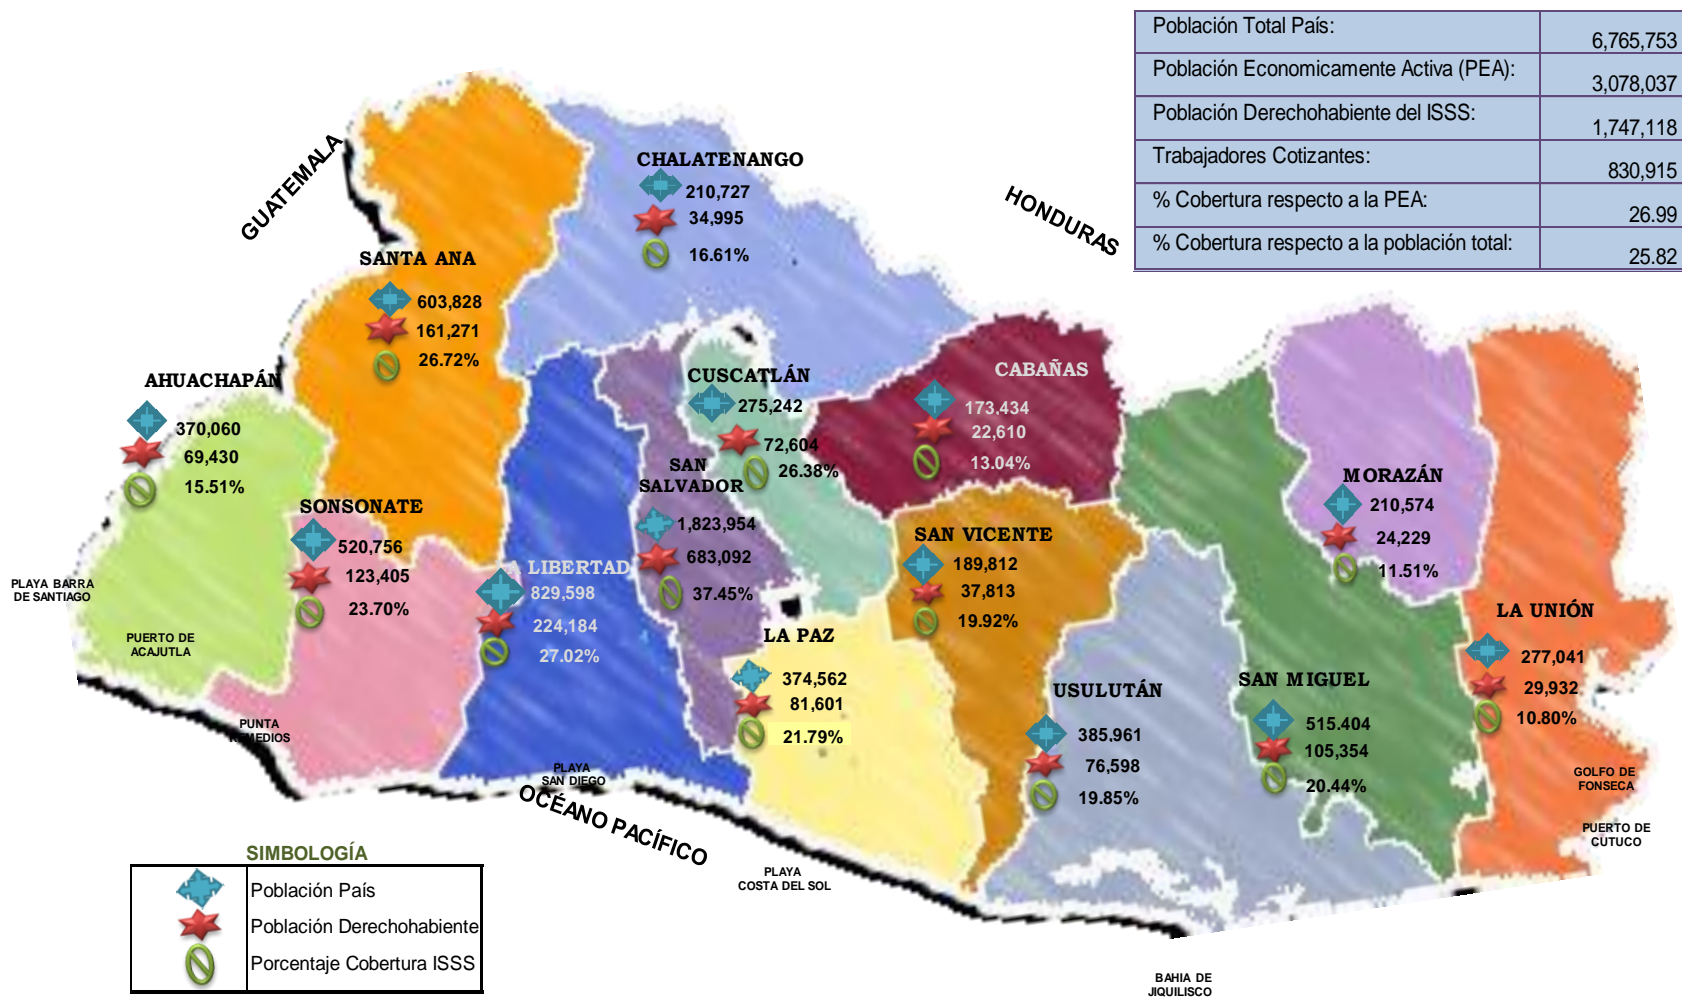 Población Total País: 6,765,753
Población Economicamente Activa (PEA): 3,078,037
Población Derechohabiente del ISSS: 1,747,118
Trabajadores Cotizantes: 830,915
% Cobertura respecto a la PEA: 26.99
% Cobertura respecto a la población total: 25.82
GUATEMALA
HONDURAS
CHALATENANGO
210,727
34,995
16.61%
SANTA ANA
603,828
161,271
26.72%
AHUACHAPÁN
370,060
69,430
15.51%
SONSONATE
520,756
123,405
23.70%
A LIBERTAD
829,598
224,184
27.02%
CUSCATLÁN
275,242
72,604
26.38%
SAN
SALVADOR
1,823,954
683,092
37.45%
CABAÑAS
173,434
22,610
13.04%
SAN VICENTE
189,812
37,813
19.92%
LA PAZ
374,562
81,601
21.79%
USULUTÁN
385,961
76,598
19.85%
SAN MIGUEL
515.404
105,354
20.44%
MORAZÁN
210,574
24,229
11.51%
LA UNIÓN
277,041
29,932
10.80%
PLAYA BARRA
DE SANTIAGO
PUERTO DE
ACAJUTLA
PUNTA
REMEDIOS
PLAYA
SAN DIEGO
OCÉANO PACÍFICO
PLAYA
COSTA DEL SOL
BAHIA DE
JIQUILISCO
GOLFO DE
FONSECA
PUERTO DE
CUTUCO
SIMBOLOGÍA
Población País
Población Derechohabiente
Porcentaje Cobertura ISSS